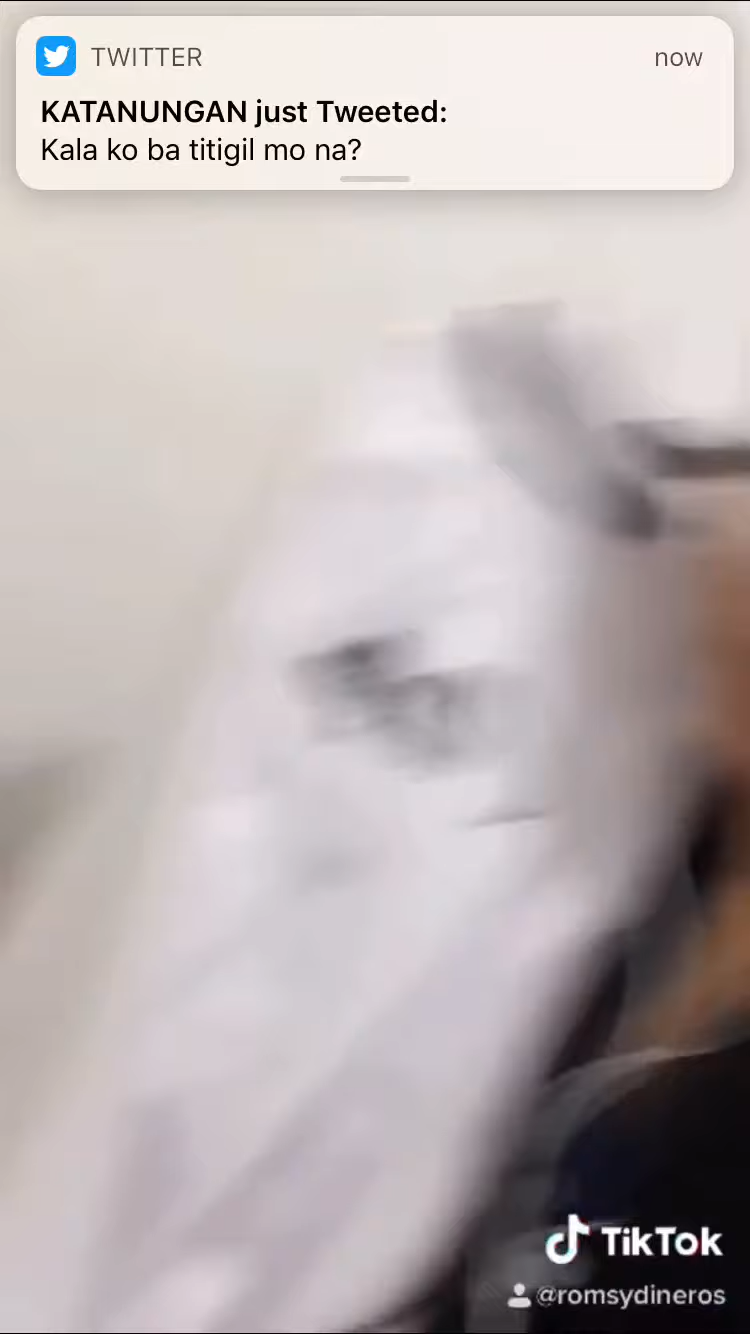 TWITTER
now
KATANUNGAN just Tweeted:
Kala ko ba titigil mo na?
TikTok
@romsydineros